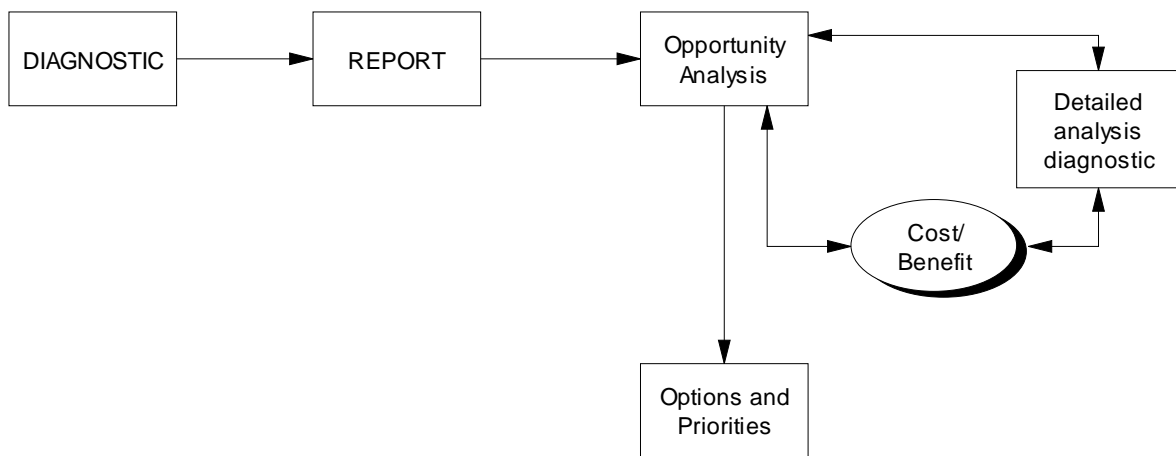 DIAGNOSTIC
REPORT
Opportunity
Analysis
Detailed
analysis
diagnostic
Cost/
Benefit
Options and
Priorities